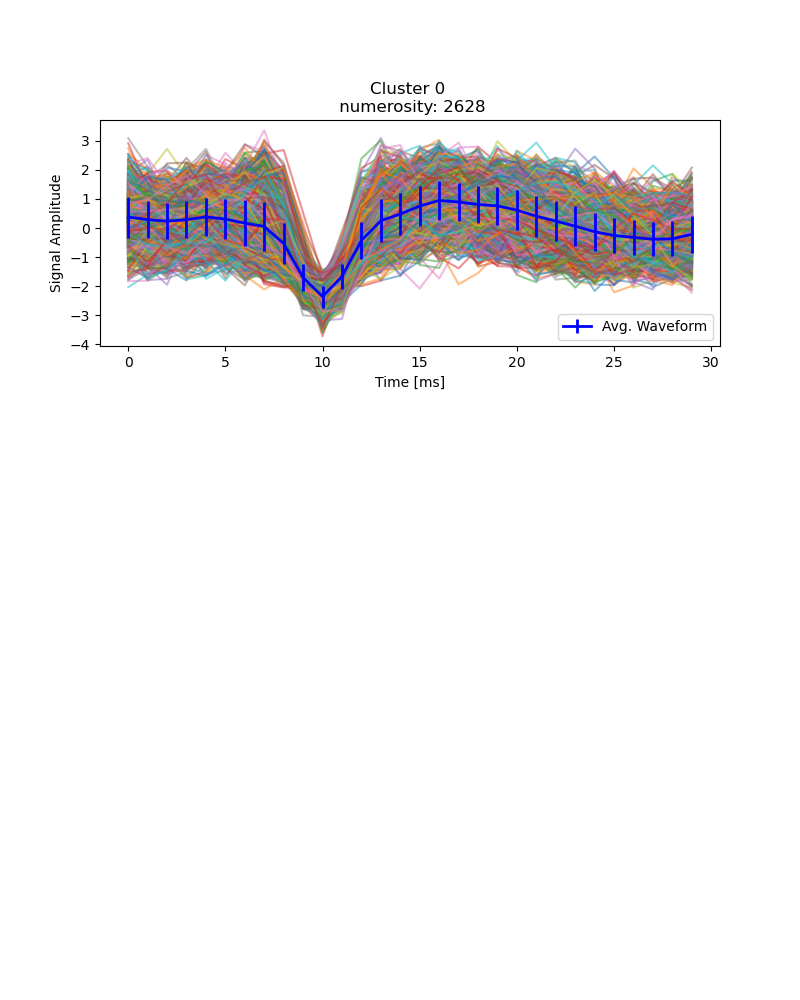 Cluster 0
numerosity: 2628
Signal Amplitude
3
2
1
0
−1
−2
−3
−4
Avg. Waveform
0 5 10 15 20 25 30
Time [ms]